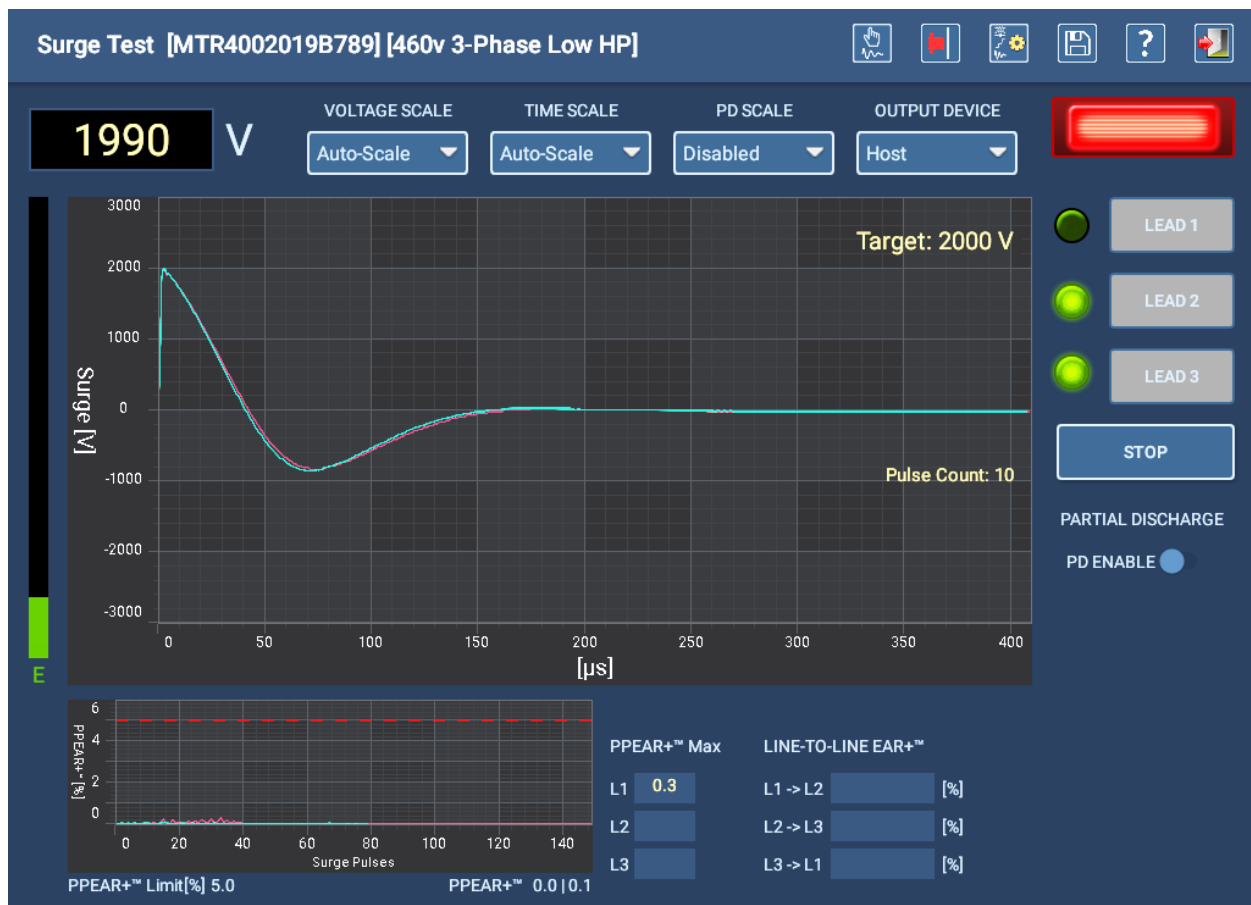 Surge Test [MTR4002019B789] [460v 3-Phase Low HP]
?
VOLTAGE SCALE TIME SCALE PD SCALE OUTPUT DEVICE
1990 V
Auto-Scale Auto-Scale Disabled Host
3000
2000
1000
0
-1000
-2000
-3000
Surge [V]
0 50 100 150 200 250 300 350 400
[µs]
Target: 2000 V
Pulse Count: 10
E
LEAD 1
LEAD 2
LEAD 3
STOP
PARTIAL DISCHARGE
PD ENABLE
6
4
2
0
PPEAR+™[%]
0 20 40 60 80 100 120 140
Surge Pulses
PPEAR+™ Limit[%] 5.0 PPEAR+™ 0.0|0.1
PPEAR+™ Max LINE-TO-LINE EAR+™
L1 0.3 L1 -> L2 [%]
L2 L2 -> L3 [%]
L3 L3 -> L1 [%]